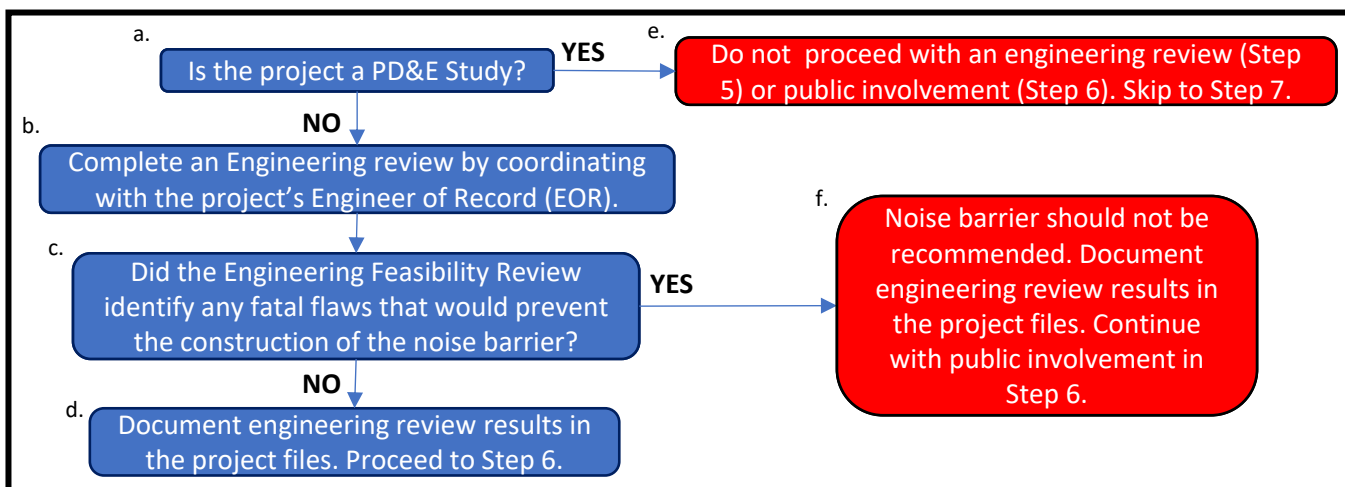 a.
Is the project a PD&E Study?
YES
e.
Do not  proceed with an engineering review (Step
5) or public involvement (Step 6). Skip to Step 7.
NO
b.
Complete an Engineering review by coordinating
with the project’s Engineer of Record (EOR).
c.
Did the Engineering Feasibility Review
identify any fatal flaws that would prevent
the construction of the noise barrier?
YES
f.
Noise barrier should not be
recommended. Document
engineering review results in
the project files. Continue
with public involvement in
Step 6.
NO
d.
Document engineering review results in
the project files. Proceed to Step 6.